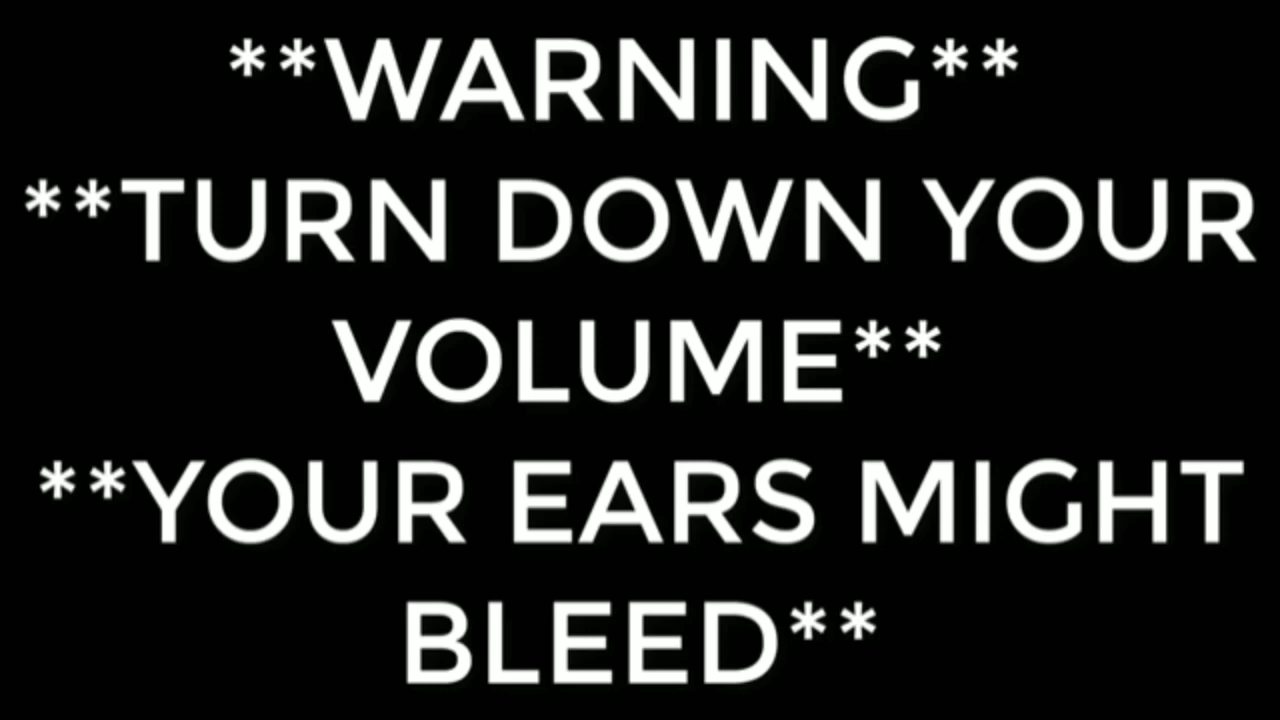 **WARNING**
**TURN DOWN YOUR
VOLUME**
**YOUR EARS MIGHT
BLEED**